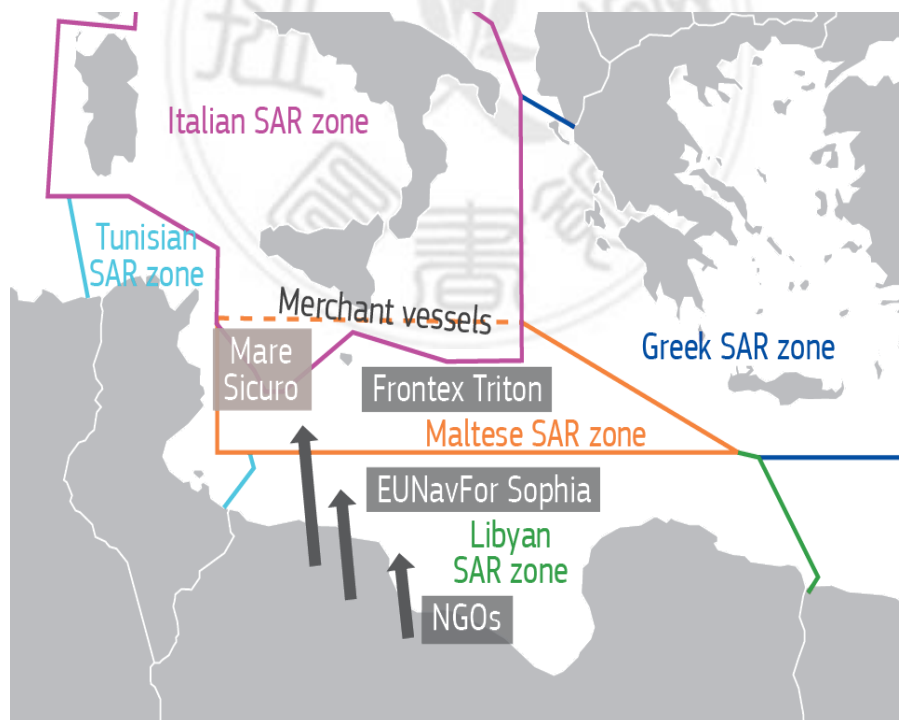 Italian SAR zone
Tunisian
SAR zone
Merchant vessels
Mare
Sicuro
Greek SAR zone
Frontex Triton
Maltese SAR zone
EUNavFor Sophia
Libyan
SAR zone
NGOs
書